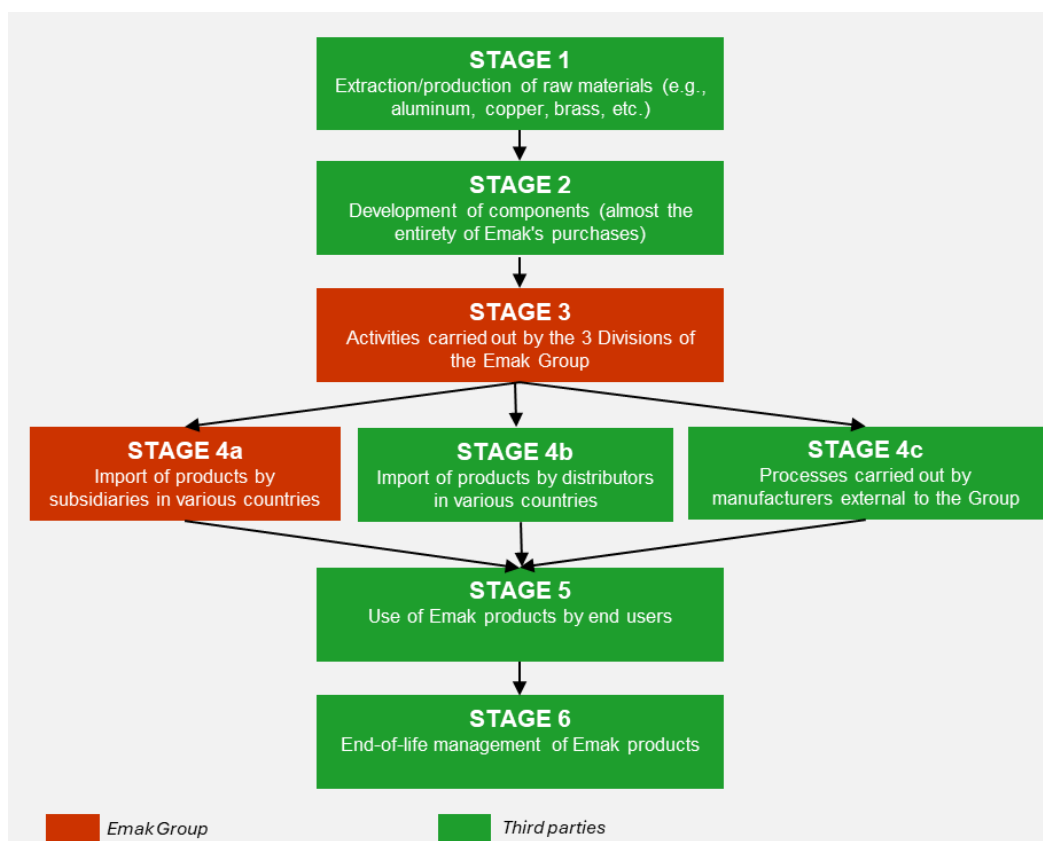 STAGE 1
Extraction/production of raw materials (e.g.,
aluminum, copper, brass, etc.)
STAGE 2
Development of components (almost the
entirety of Emak's purchases)
STAGE 3
Activities carried out by the 3 Divisions of
the Emak Group
STAGE 4a
Import of products by
subsidiaries in various countries
STAGE 4b
Import of products by distributors
in various countries
STAGE 4c
Processes carried out by
manufacturers external to the Group
STAGE 5
Use of Emak products by end users
STAGE 6
End-of-life management of Emak products
Emak Group
Third parties